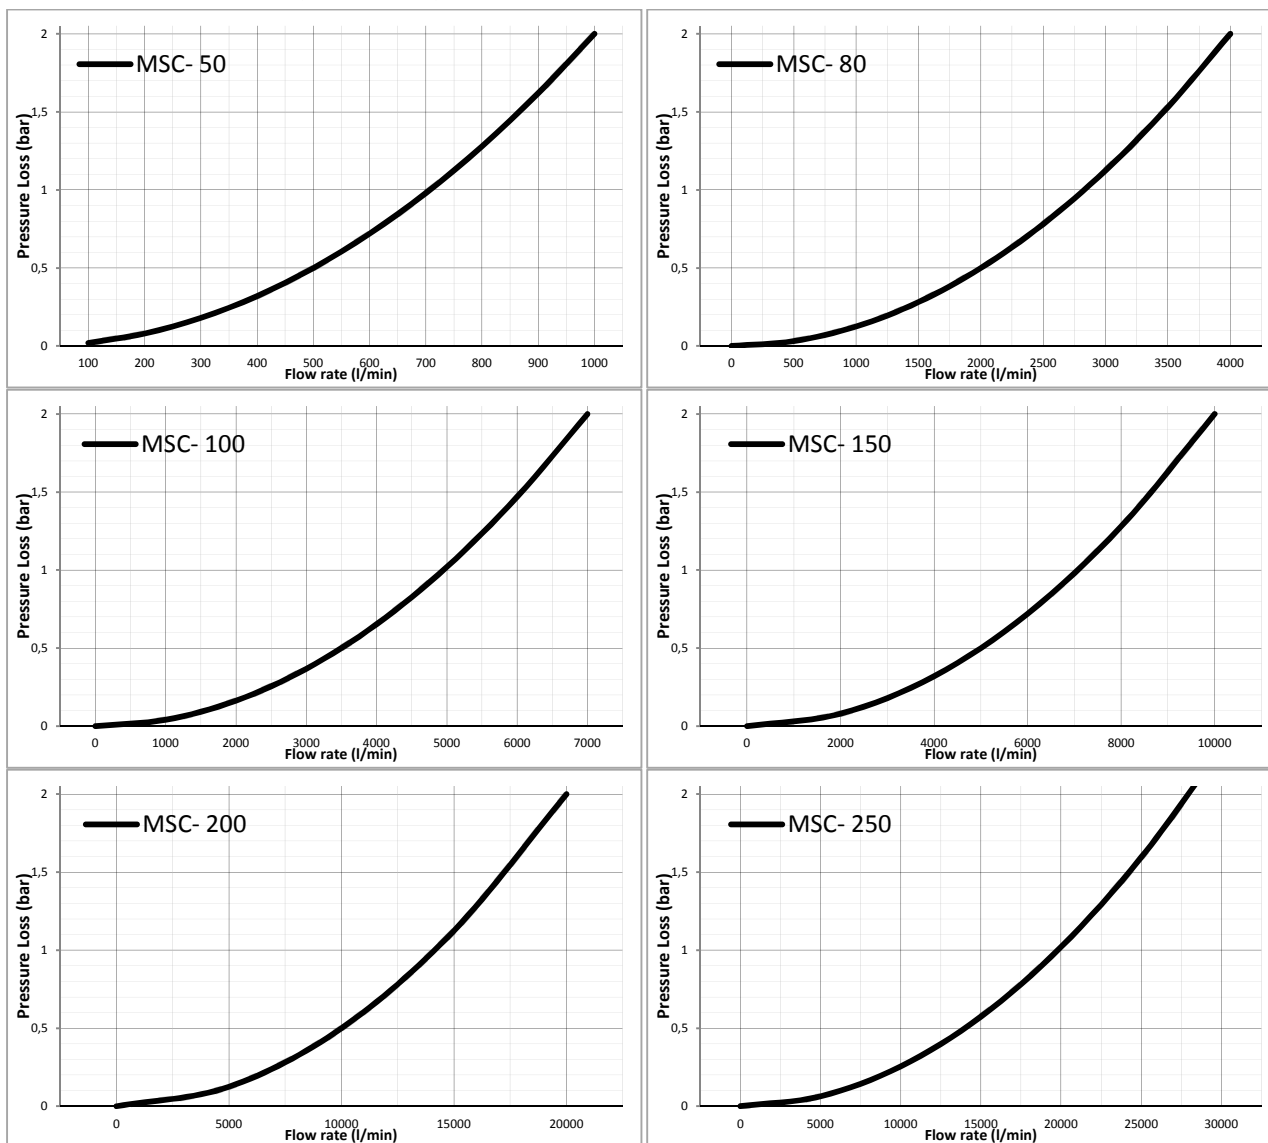 MSC- 50
Pressure Loss (bar)
2
1,5
1
0,5
0
100 200 300 400 500 600 700 800 900 1000
Flow rate (l/min)
MSC- 80
Pressure Loss (bar)
2
1,5
1
0,5
0
0 500 1000 1500 2000 2500 3000 3500 4000
Flow rate (l/min)
MSC- 100
Pressure Loss (bar)
2
1,5
1
0,5
0
0 1000 2000 3000 4000 5000 6000 7000
Flow rate (l/min)
MSC- 150
Pressure Loss (bar)
2
1,5
1
0,5
0
0 2000 4000 6000 8000 10000
Flow rate (l/min)
MSC- 200
Pressure Loss (bar)
2
1,5
1
0,5
0
0 5000 10000 15000 20000
Flow rate (l/min)
MSC- 250
Pressure Loss (bar)
2
1,5
1
0,5
0
0 5000 10000 15000 20000 25000 30000
Flow rate (l/min)